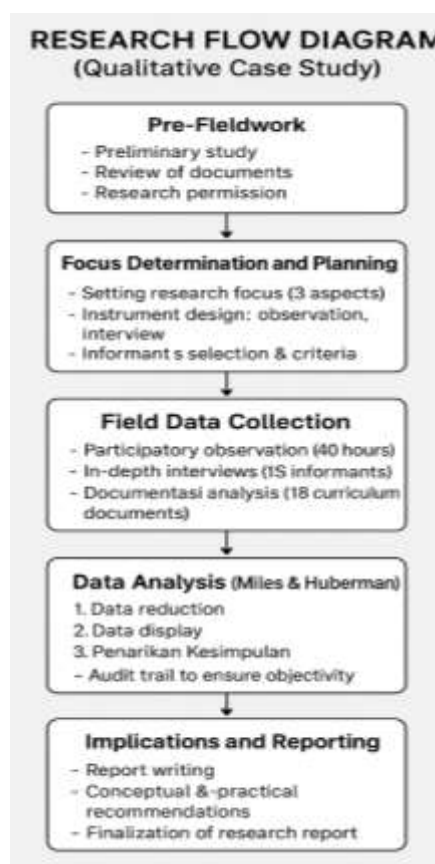 RESEARCH FLOW DIAGRAM
(Qualitative Case Study)
Pre-Fieldwork
- Preliminary study
- Review of documents
- Research permission
Focus Determination and Planning
- Setting research focus (3 aspects)
- Instrument design: observation,
interview
- Informant s selection & criteria
Field Data Collection
- Participatory observation (40 hours)
- In-depth interviews (1S informants)
- Documentasi analysis (18 curriculum
documents)
Data Analysis (Miles & Huberman)
1. Data reduction
2. Data display
3. Penarikan Kesimpulan
- Audit trail to ensure objectivity
Implications and Reporting
- Report writing
- Conceptual &-practical
recommendations
- Finalization of research report